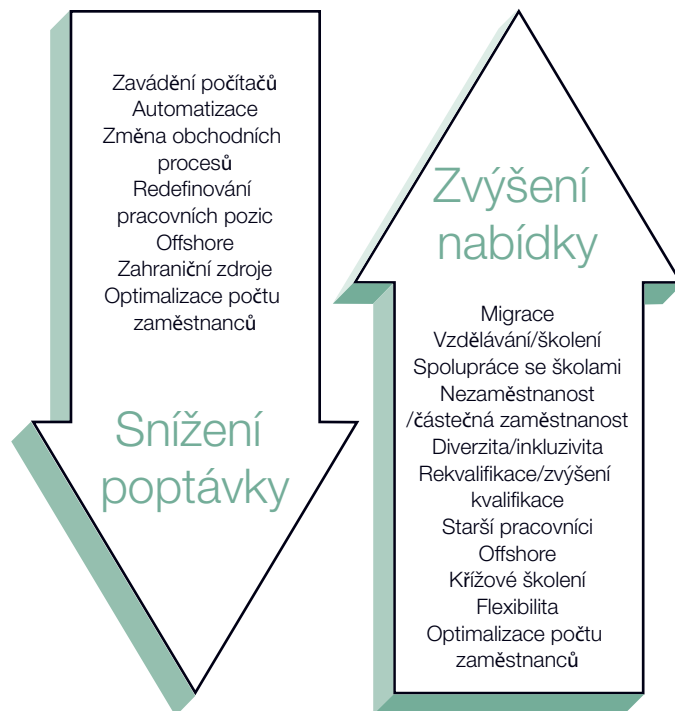 Zavádění počítačů
Automatizace
Změna obchodních
procesů
Redefinování
pracovních pozic
Offshore
Zahraniční zdroje
Optimalizace počtu
zaměstnanců
Snížení
poptávky
Zvýšení
nabídky
Migrace
Vzdělávání/školení
Spolupráce se školami
Nezaměstnanost
/částečná zaměstnanost
Diverzita/inkluzivita
Rekvalifikace/zvýšení
kvalifikace
Starší pracovníci
Offshore
Křížové školení
Flexibilita
Optimalizace počtu
zaměstnanců